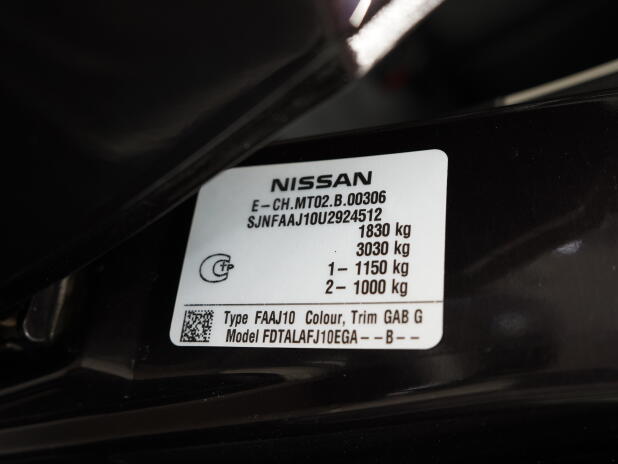 NISSAN
E-CH.MT02.B.00306
SJNFAAJ10U2924512
1830 kg
3030 kg
1- 1150 kg
2- 1000 kg
Type FAAJ10 Colour, Trim GAB G
Model FDTALAFJ10EGA--B--